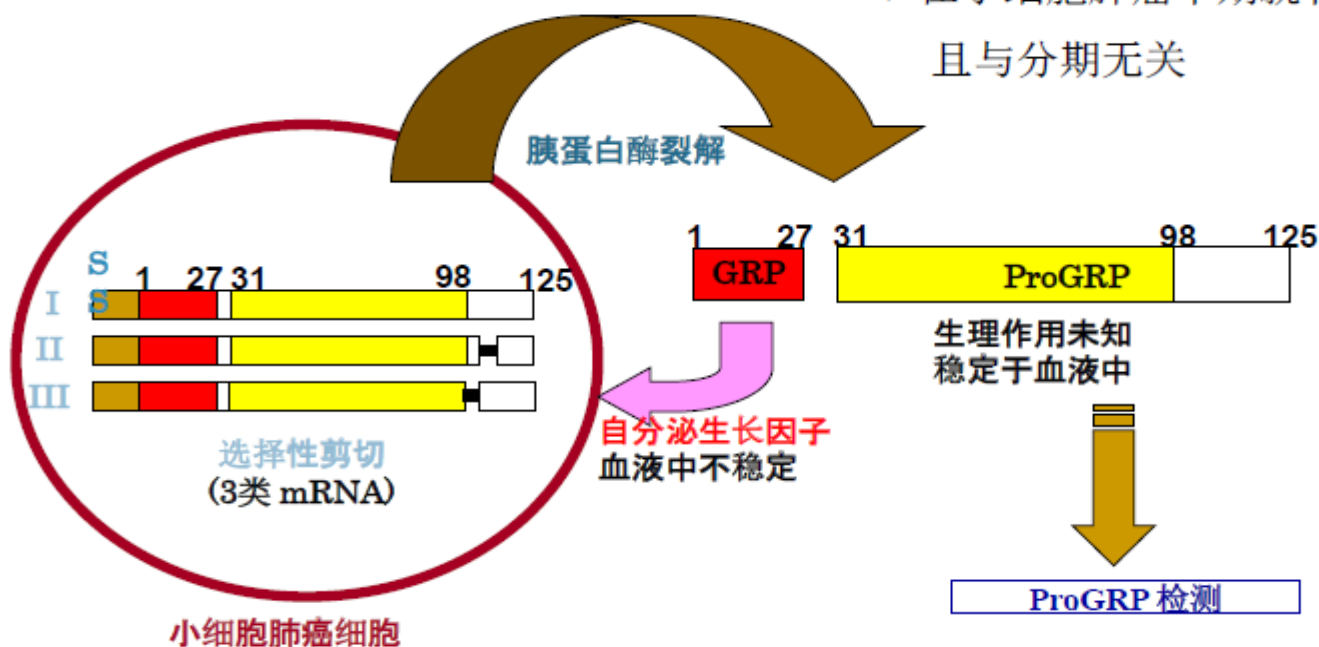 且与分期无关
胰蛋白酶裂解
1 27 31 98 125
GRP ProGRP
生理作用未知
稳定于血液中
S
S
1 27 31 98 125
I
II
III
选择性剪切
(3类 mRNA)
自分泌生长因子
血液中不稳定
ProGRP 检测
小细胞肺癌细胞